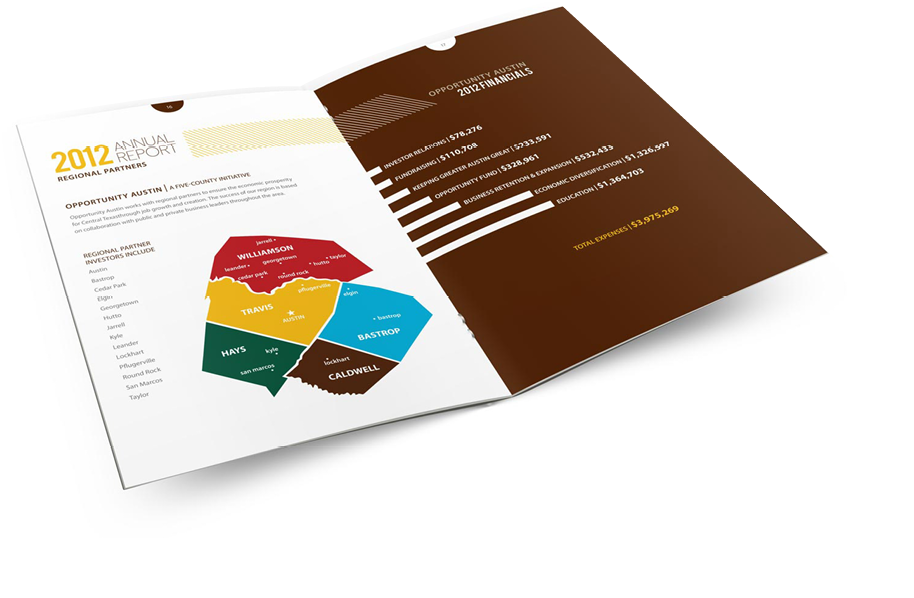 14
2012 ANNUAL
REPORT
REGIONAL PARTNERS
OPPORTUNITY AUSTIN | A FIVE-COUNTY INITIATIVE
Opportunity Austin works with regional partners to ensure the economic prosperity
for Central Texasthrough job growth and creation. The success of our region is based
on collaboration with public and private business leaders throughout the area.
REGIONAL PARTNER
INVESTORS INCLUDE
Austin
Bastrop
Cedar Park
Elgin
Georgetown
Hutto
Jarrell
Kyle
Leander
Lockhart
Pflugerville
Round Rock
San Marcos
Taylor
jarrell
WILLIAMSON
georgetown
leander
hutto
taylor
cedar park
round rock
pflugerville
elgin
TRAVIS
AUSTIN
bastrop
BASTROP
HAYS
kyle
san marcos
lockhart
CALDWELL
OPPORTUNITY AUSTIN
2012 FINANCIALS
INVESTOR RELATIONS | $78,276
FUNDRAISING | $110,708
KEEPING GREATER AUSTIN GREAT | $233,591
OPPORTUNITY FUND | $328,961
BUSINESS RETENTION & EXPANSION | $532,433
ECONOMIC DIVERSIFICATION | $1,326,597
EDUCATION | $1,364,703
TOTAL EXPENSES | $3,975,269